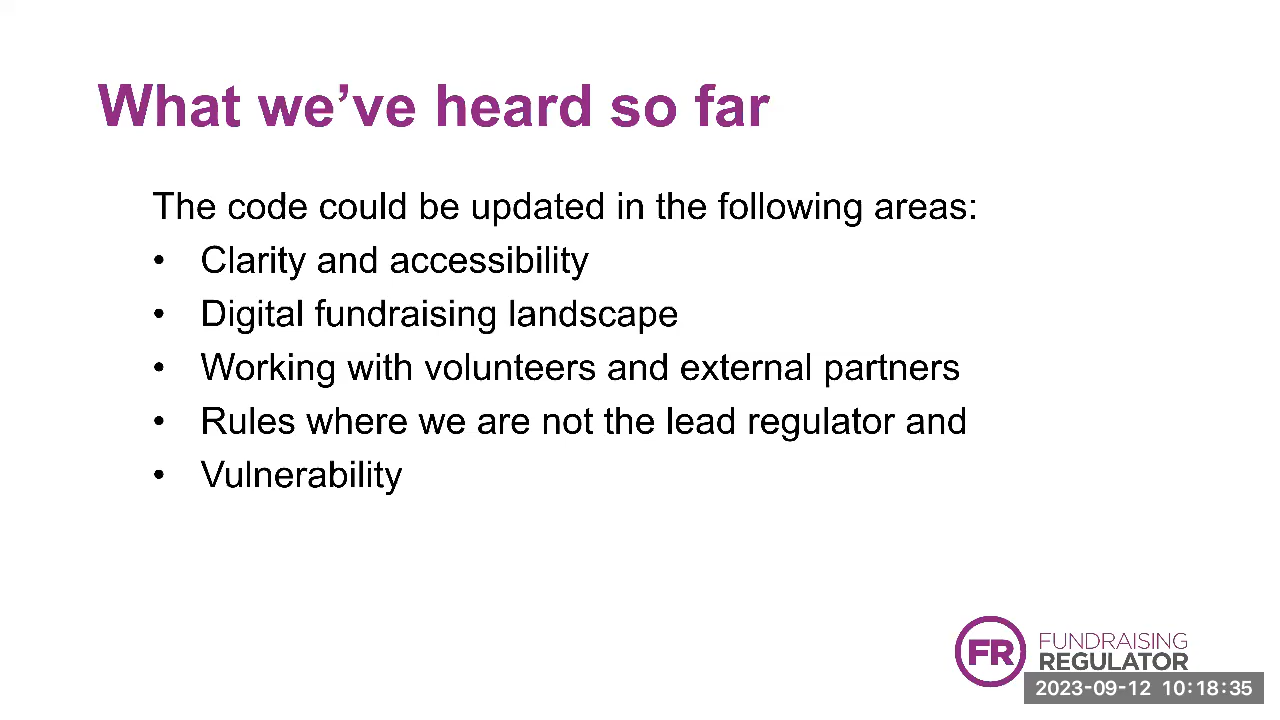 What we’ve heard so far
The code could be updated in the following areas:
• Clarity and accessibility
• Digital fundraising landscape
• Working with volunteers and external partners
• Rules where we are not the lead regulator and
• Vulnerability
FR
FUNDRAISING
REGULATOR
2023-09-12 10:18:35